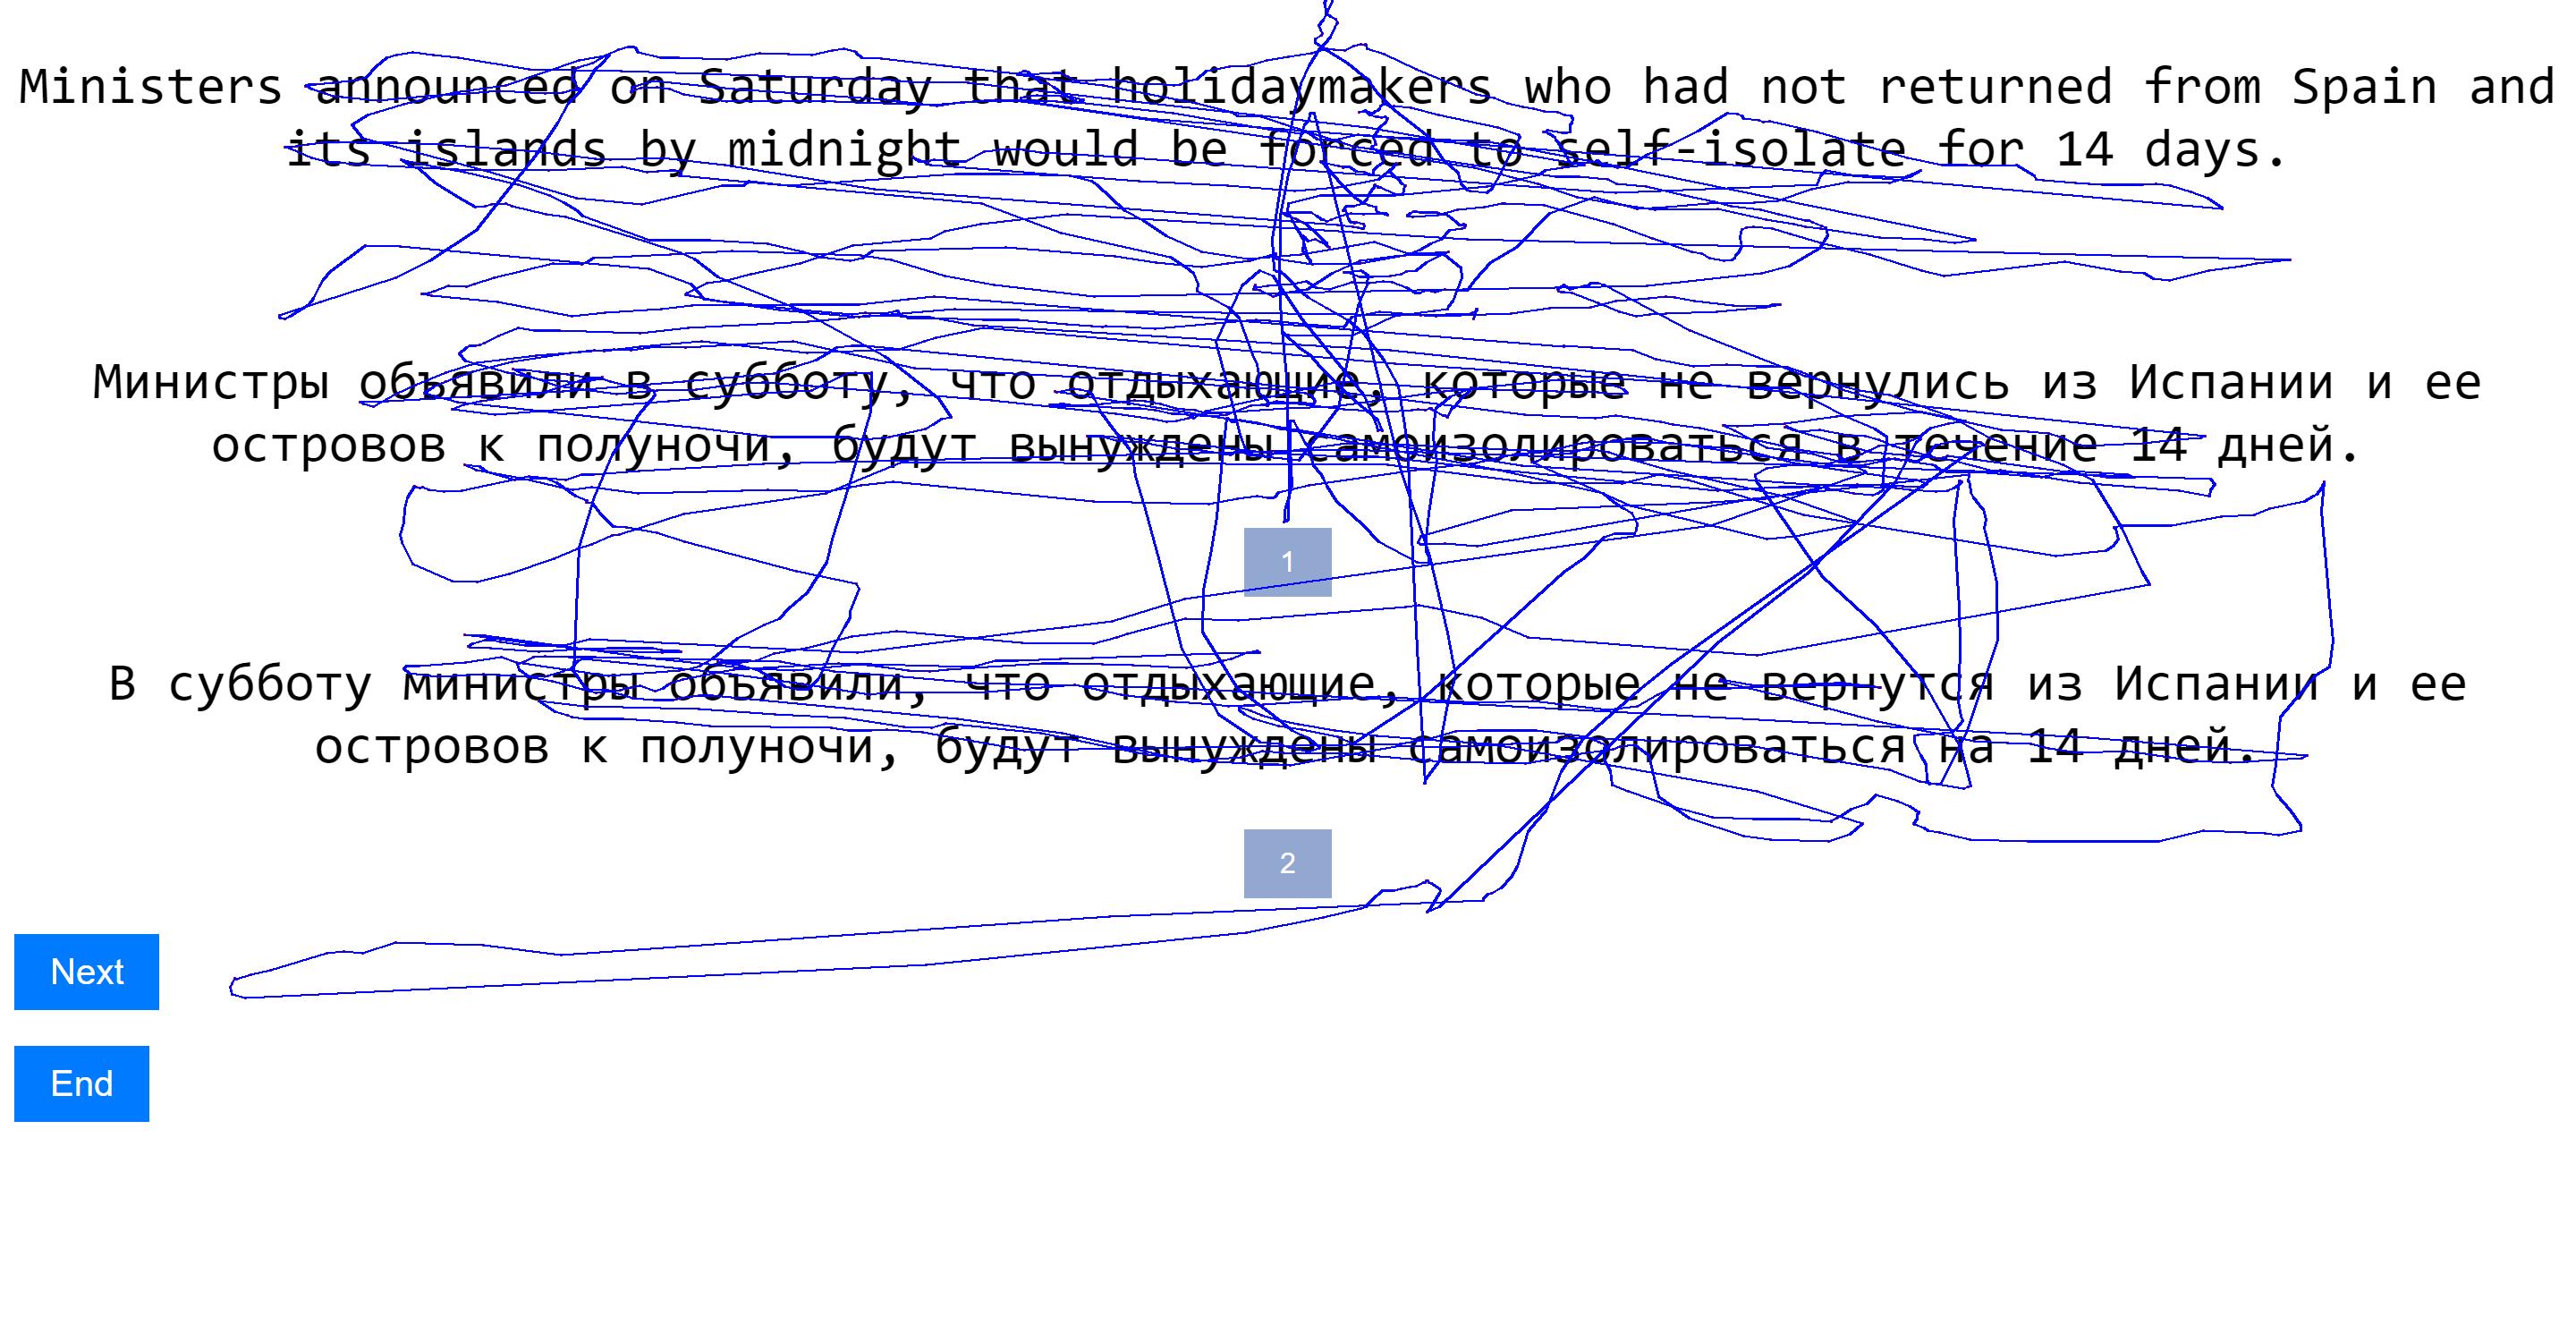 Ministers announced on Saturday that holidaymakers who had not returned from Spain and
its islands by midnight would be forced to self-isolate for 14 days.
Министры объявили в субботу, что отдыхающие, которые не вернулись из Испании и ее
островов к полуночи, будут вынуждены самоизолироваться в течение 14 дней.
1
В субботу министры объявили, что отдыхающие, которые не вернутся из Испании и ее
островов к полуночи, будут вынуждены самоизолироваться на 14 дней.
2
Next
End